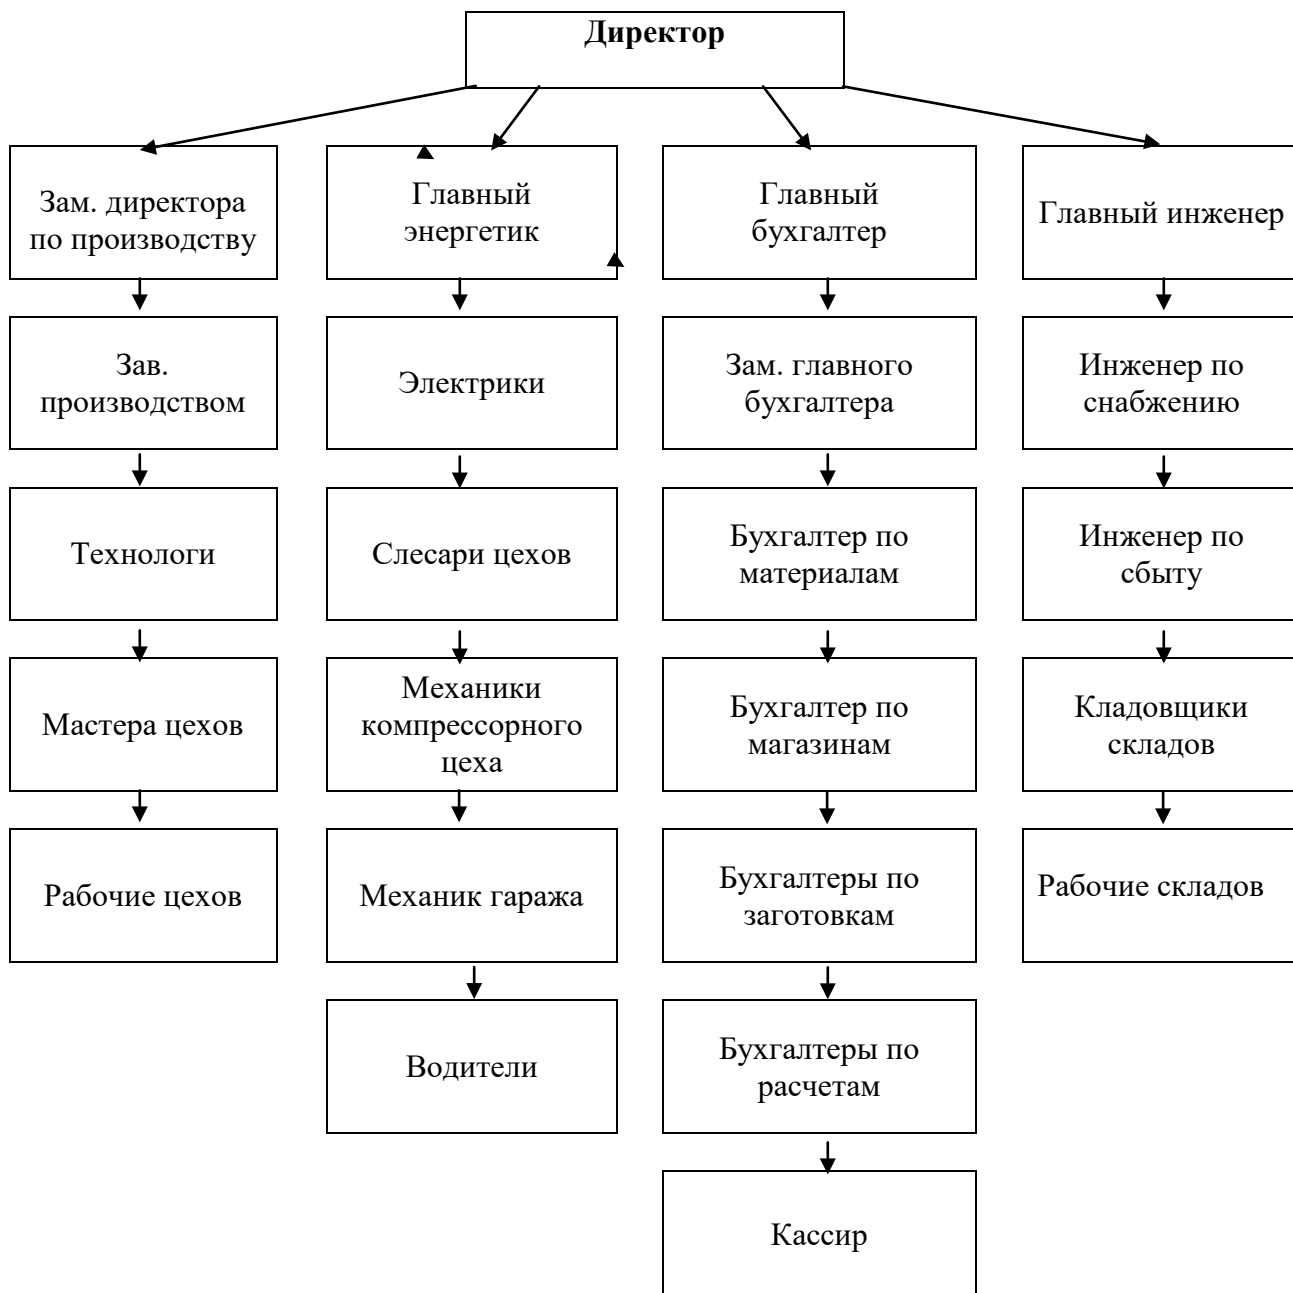 Директор
Зам. директора
по производству
Главный
энергетик
Главный
бухгалтер
Главный инженер
Зав.
производством
Электрики
Зам. главного
бухгалтера
Инженер по
снабжению
Технологи
Слесари цехов
Бухгалтер по
материалам
Инженер по
сбыту
Мастера цехов
Механики
компрессорного
цеха
Бухгалтер по
магазинам
Кладовщики
складов
Рабочие цехов
Механик гаража
Бухгалтеры по
заготовкам
Рабочие складов
Водители
Бухгалтеры по
расчетам
Кассир